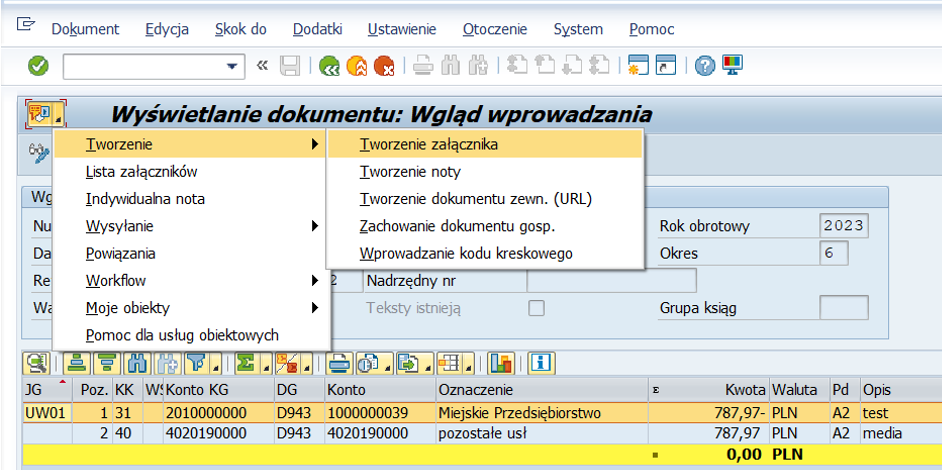 Dokument Edycja Skok do Dodatki Ustawienie Otoczenie System Pomoc
Wyświetlanie dokumentu: Wgląd wprowadzania
Tworzenie
Lista załączników
Indywidualna nota
Wysyłanie
Powiązania
Workflow
Moje obiekty
Pomoc dla usług obiektowych
Tworzenie załącznika
Tworzenie noty
Tworzenie dokumentu zewn. (URL)
Zachowanie dokumentu gosp.
Wprowadzanie kodu kreskowego
Wg
Nu Rok obrotowy 2023
Da Okres 6
Re 2 Nadrzędny nr
Wa Teksty istnieją Grupa ksiąg
JG Poz. KK WS Konto KG DG Konto Oznaczenie Σ Kwota Waluta Pd Opis
UW01 1 31 2010000000 D943 1000000039 Miejskie Przedsiębiorstwo 787,97- PLN A2 test
2 40 4020190000 D943 4020190000 pozostałe usł 787,97 PLN A2 media
0,00 PLN